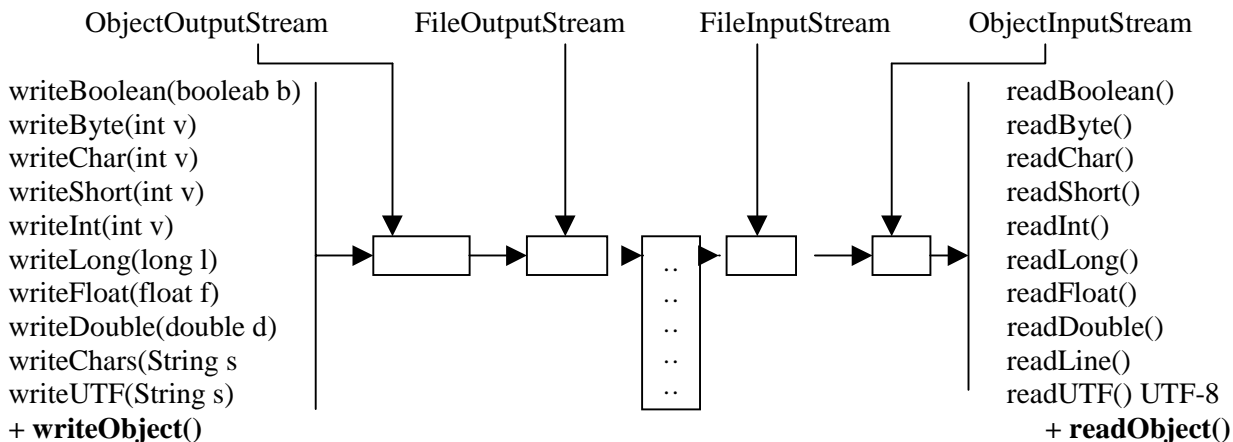 ObjectOutputStream FileOutputStream FileInputStream ObjectInputStream
writeBoolean(booleab b) readBoolean()
writeByte(int v) readByte()
writeChar(int v) readChar()
writeShort(int v) readShort()
writeInt(int v) readInt()
writeLong(long l) .. readLong()
writeFloat(float f) .. readFloat()
writeDouble(double d) .. readDouble()
writeChars(String s .. readLine()
writeUTF(String s) .. readUTF() UTF-8
+ writeObject() + readObject()